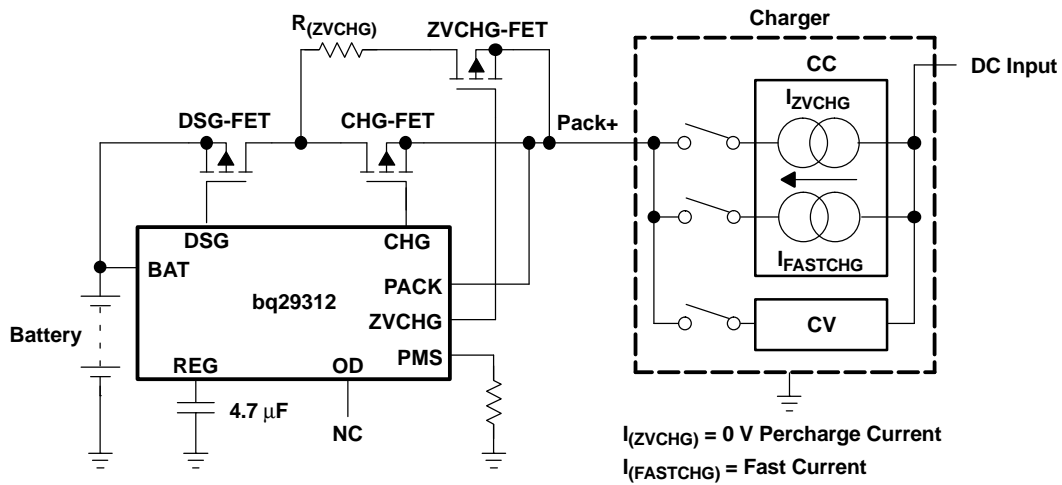 R(ZVCHG)
ZVCHG-FET
Charger
CC
DC Input
IZVCHG
DSG-FET
CHG-FET
Pack+
DSG
CHG
IFASTCHG
BAT
PACK
bq29312
ZVCHG
CV
Battery
PMS
REG
OD
4.7 μF
NC
I(ZVCHG) = 0 V Percharge Current
I(FASTCHG) = Fast Current